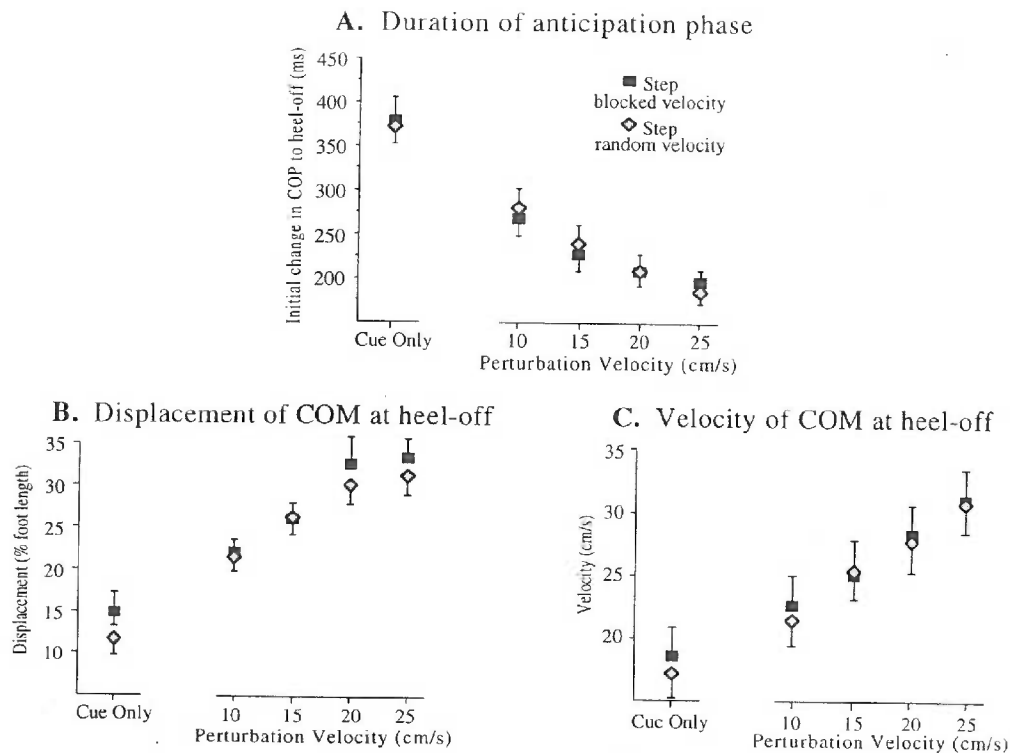 A. Duration of anticipation phase
Initial change in COP to heel-off (ms)
450
400
350
300
250
200
Step
blocked velocity
Step
random velocity
Cue Only
10 15 20 25
Perturbation Velocity (cm/s)
B. Displacement of COM at heel-off
Displacement (% foot length)
35
30
25
20
15
10
Cue Only
10 15 20 25
Perturbation Velocity (cm/s)
C. Velocity of COM at heel-off
Velocity (cm/s)
35
30
25
20
Cue Only
10 15 20 25
Perturbation Velocity (cm/s)